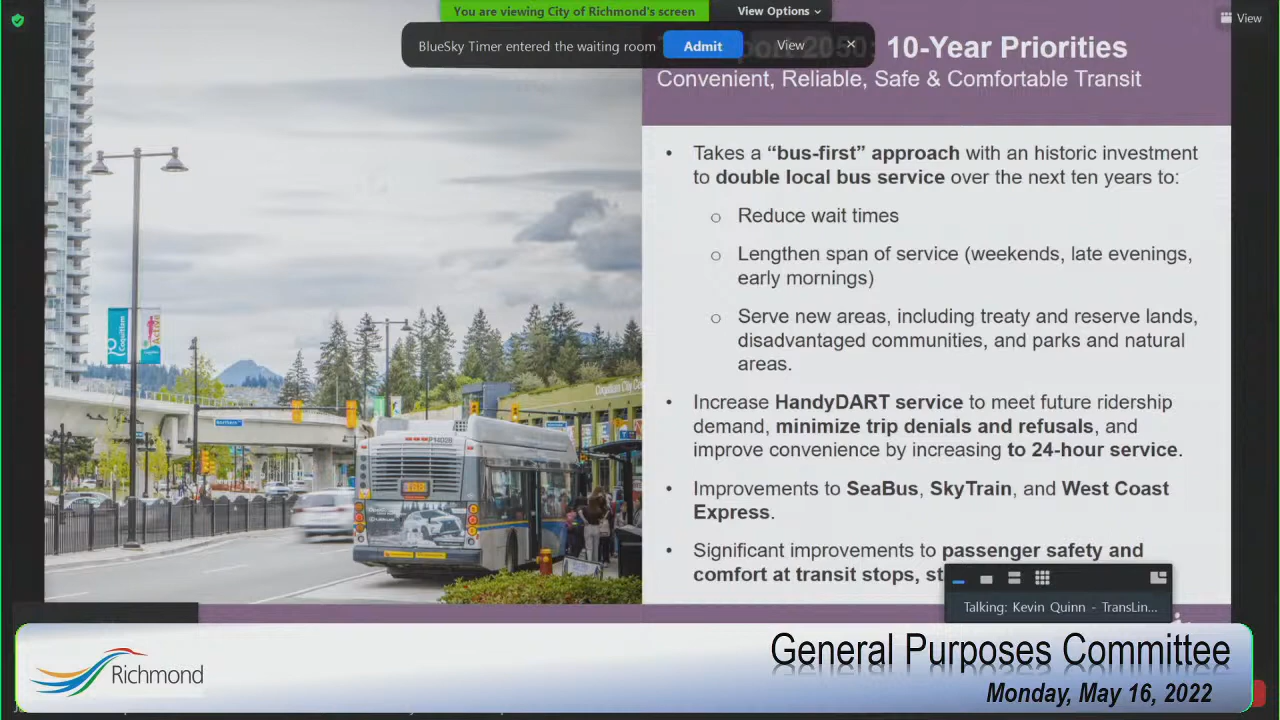 You are viewing City of Richmond's screen
View Options
View
BlueSky Timer entered the waiting room
Admit
View
10-Year Priorities
Convenient, Reliable, Safe & Comfortable Transit
• Takes a “bus-first” approach with an historic investment
to double local bus service over the next ten years to:
o Reduce wait times
o Lengthen span of service (weekends, late evenings,
early mornings)
o Serve new areas, including treaty and reserve lands,
disadvantaged communities, and parks and natural
areas.
• Increase HandyDART service to meet future ridership
demand, minimize trip denials and refusals, and
improve convenience by increasing to 24-hour service.
• Improvements to SeaBus, SkyTrain, and West Coast
Express.
• Significant improvements to passenger safety and
comfort at transit stops, st
Talking: Kevin Quinn - TransLin...
Coquitlam
Richmond
General Purposes Committee
Monday, May 16, 2022